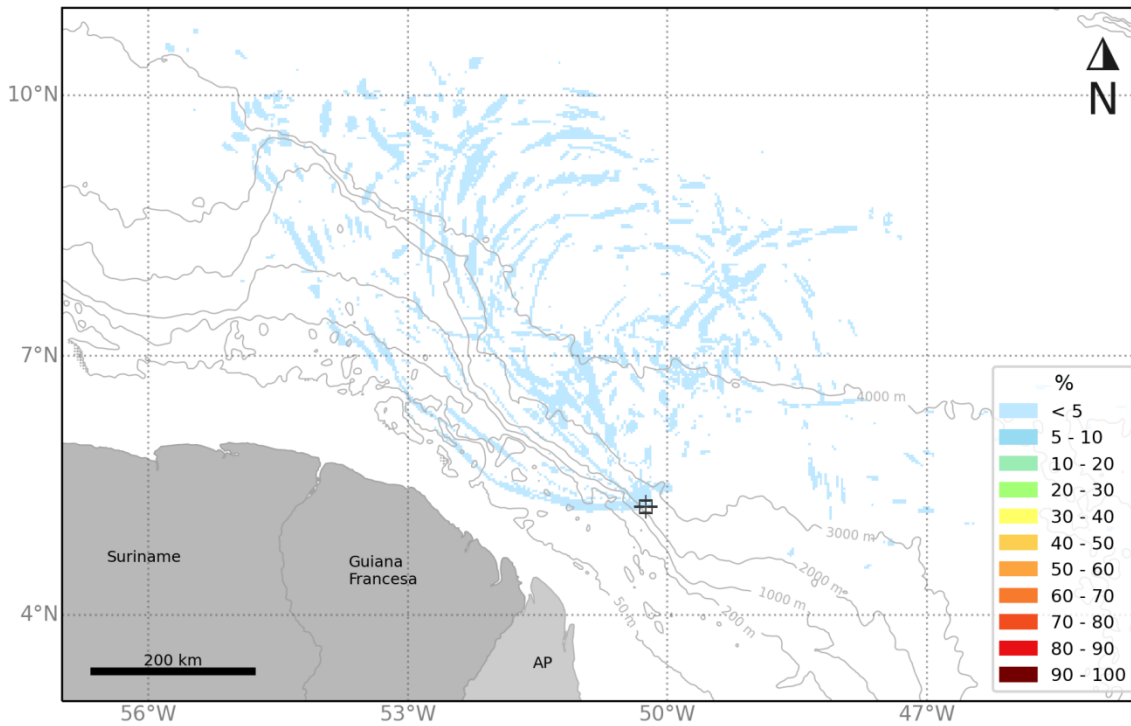 N
10°N
7°N
4°N
4000 m
3000 m
2000 m
1000 m
200 m
50 m
Suriname
Guiana
Francesa
AP
200 km
%
< 5
5 - 10
10 - 20
20 - 30
30 - 40
40 - 50
50 - 60
60 - 70
70 - 80
80 - 90
90 - 100
56°W
53°W
50°W
47°W